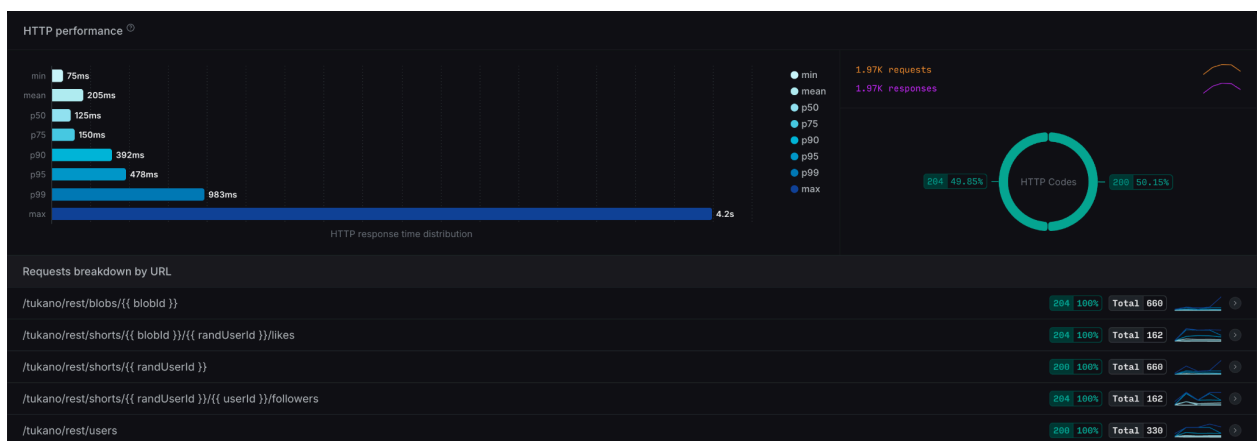 HTTP performance
min 75ms
mean 205ms
p50 125ms
p75 150ms
p90 392ms
p95 478ms
p99 983ms
max 4.2s
HTTP response time distribution
min
mean
p50
p75
p90
p95
p99
max
1.97K requests
1.97K responses
204 49.85%
HTTP Codes
200 50.15%
Requests breakdown by URL
/tukano/rest/blobs/{{ blobId }} 204 100% Total 660
/tukano/rest/shorts/{{ blobId }}/{{ randUserId }}/likes 204 100% Total 162
/tukano/rest/shorts/{{ randUserId }} 200 100% Total 660
/tukano/rest/shorts/{{ randUserId }}/{{ userId }}/followers 204 100% Total 162
/tukano/rest/users 200 100% Total 330